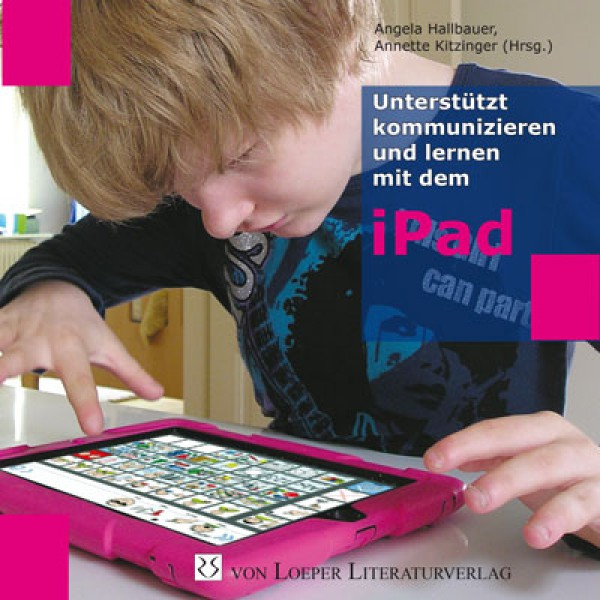 Angela Hallbauer,
Annette Kitzinger (Hrsg.)
Unterstützt
kommunizieren
und lernen
mit dem
iPad
can part
VON LOEPER LITERATURVERLAG